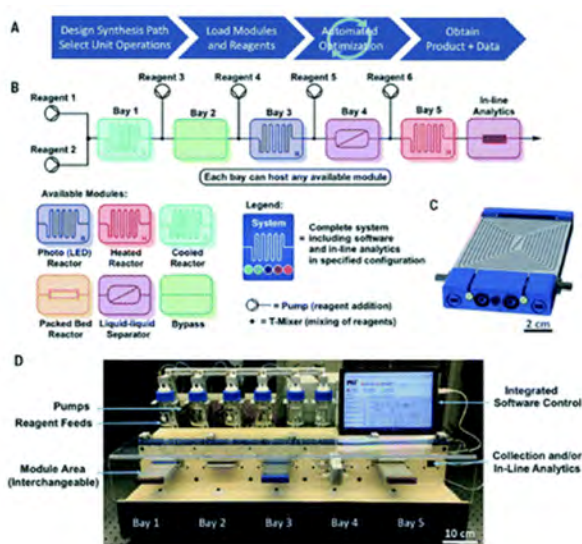 A
Design Synthesis Path
Select Unit Operations
Load Modules
and Reagents
Automated
Optimization
Obtain
Product + Data
B
Reagent 1
Reagent 2
Reagent 3
Reagent 4
Reagent 5
Reagent 6
Bay 1
Bay 2
Bay 3
Bay 4
Bay 5
In-line
Analytics
Each bay can host any available module
Available Modules:
Photo (LED)
Reactor
Heated
Reactor
Cooled
Reactor
Packed Bed
Reactor
Liquid-liquid
Separator
Bypass
Legend:
System
Complete system
= including software
and in-line analytics
in specified configuration
= Pump (reagent addition)
= T-Mixer (mixing of reagents)
C
2 cm
D
Pumps
Reagent Feeds
Module Area
(Interchangeable)
Integrated
Software Control
Collection and/or
In-Line Analytics
Bay 1
Bay 2
Bay 3
Bay 4
Bay 5
10 cm